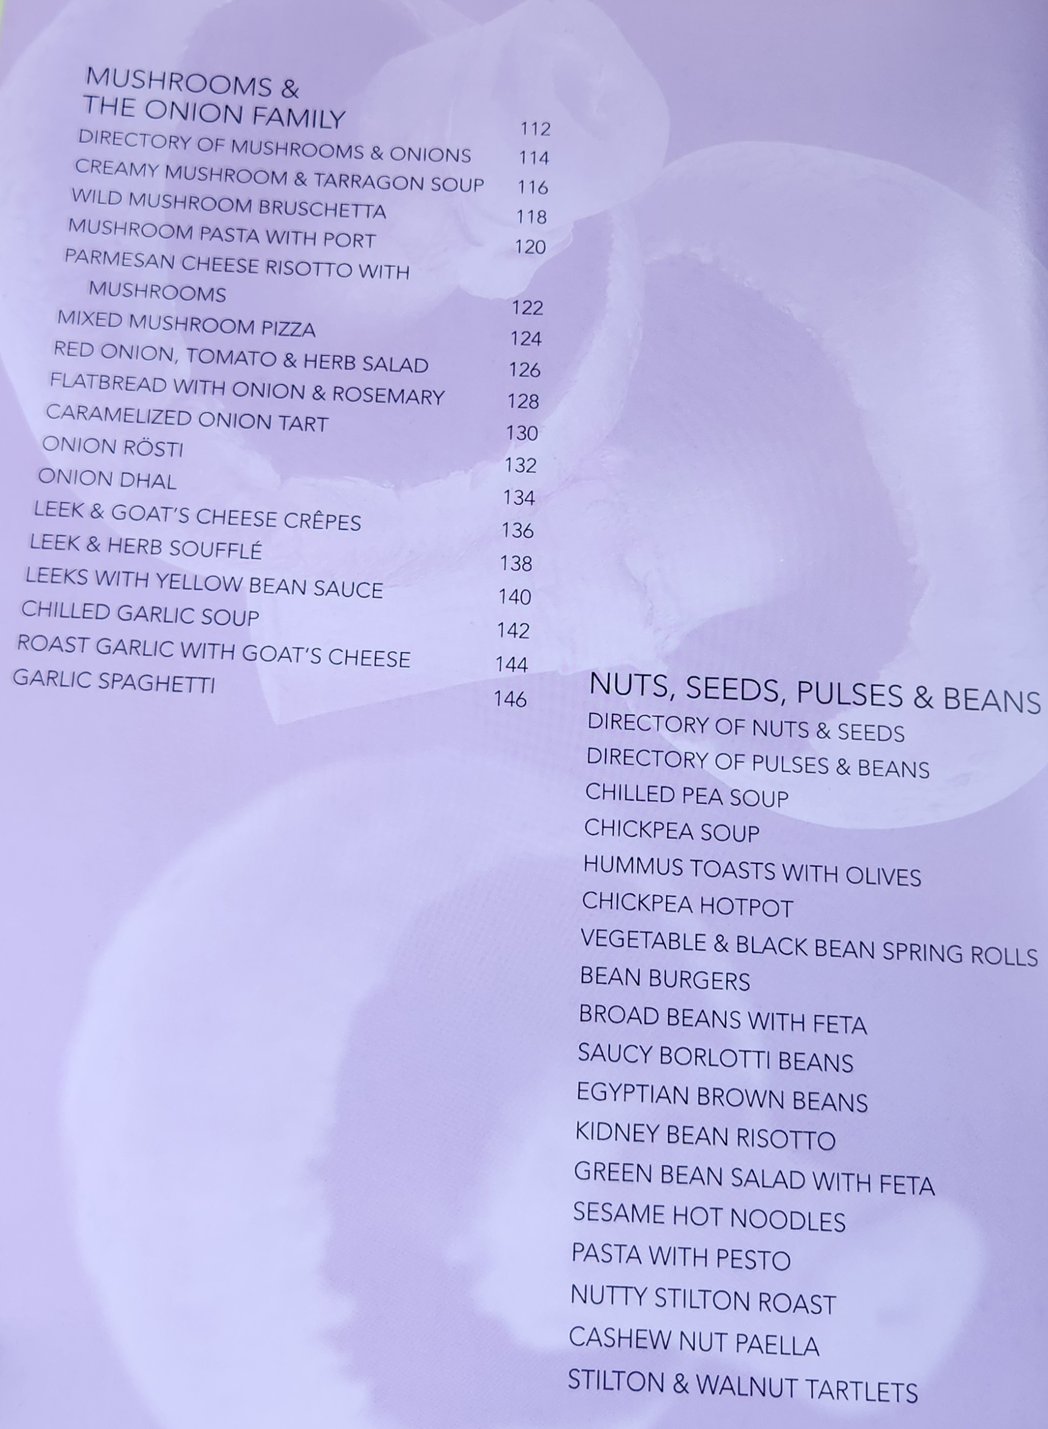 MUSHROOMS &
THE ONION FAMILY 112
DIRECTORY OF MUSHROOMS & ONIONS 114
CREAMY MUSHROOM & TARRAGON SOUP 116
WILD MUSHROOM BRUSCHETTA 118
MUSHROOM PASTA WITH PORT 120
PARMESAN CHEESE RISOTTO WITH
MUSHROOMS 122
MIXED MUSHROOM PIZZA 124
RED ONION, TOMATO & HERB SALAD 126
FLATBREAD WITH ONION & ROSEMARY 128
CARAMELIZED ONION TART 130
ONION RÖSTI 132
ONION DHAL 134
LEEK & GOAT'S CHEESE CRÊPES 136
LEEK & HERB SOUFFLÉ 138
LEEKS WITH YELLOW BEAN SAUCE 140
CHILLED GARLIC SOUP 142
ROAST GARLIC WITH GOAT'S CHEESE 144
GARLIC SPAGHETTI 146
NUTS, SEEDS, PULSES & BEANS
DIRECTORY OF NUTS & SEEDS
DIRECTORY OF PULSES & BEANS
CHILLED PEA SOUP
CHICKPEA SOUP
HUMMUS TOASTS WITH OLIVES
CHICKPEA HOTPOT
VEGETABLE & BLACK BEAN SPRING ROLLS
BEAN BURGERS
BROAD BEANS WITH FETA
SAUCY BORLOTTI BEANS
EGYPTIAN BROWN BEANS
KIDNEY BEAN RISOTTO
GREEN BEAN SALAD WITH FETA
SESAME HOT NOODLES
PASTA WITH PESTO
NUTTY STILTON ROAST
CASHEW NUT PAELLA
STILTON & WALNUT TARTLETS